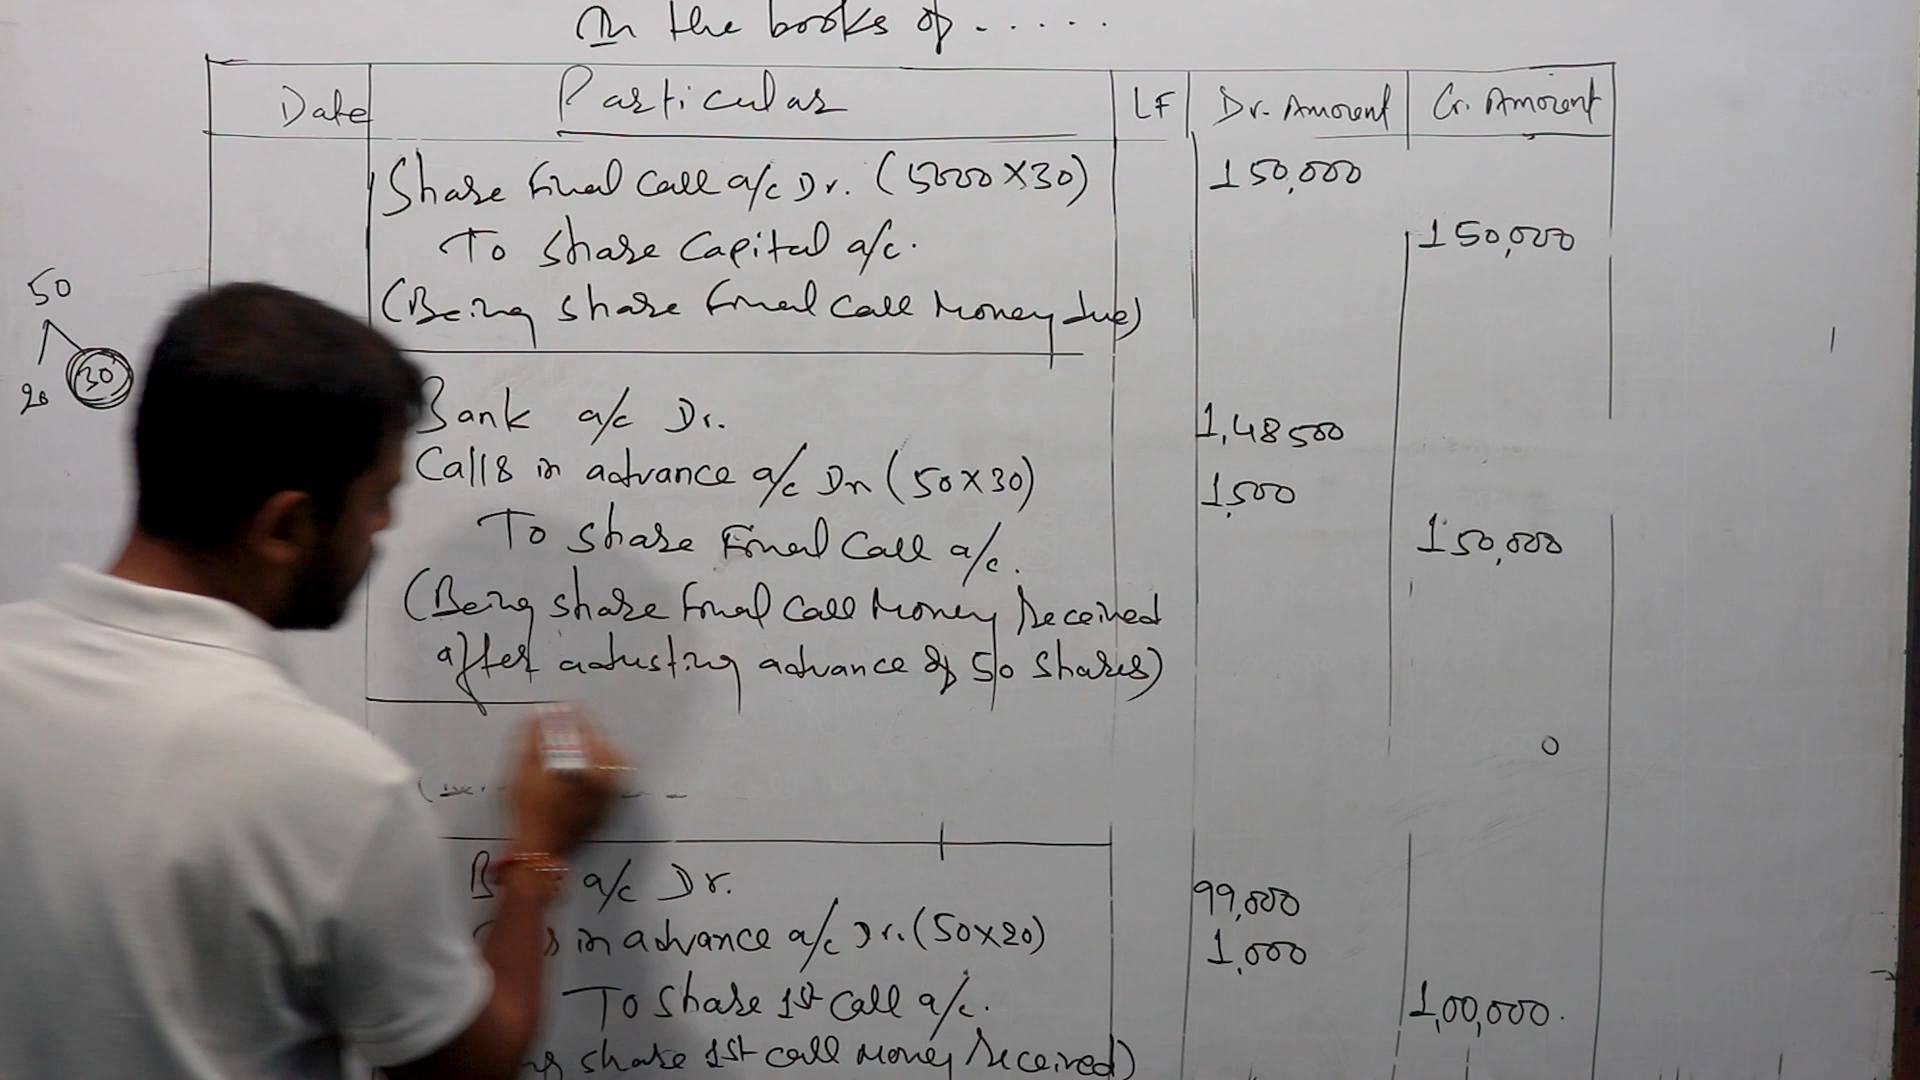 In the books of - . . . . .
Date Particular LF Dr. Amount Cr. Amount
Share Final Call a/c Dr. (5000×30) 150,000
To Share Capital a/c. 150,000
(Being share final call Money due)
50
20 30
Bank a/c Dr. 1,48500
Calls in advance a/c Dr (50×30) 1,500
To share Final Call a/c. 150,000
(Being share final call Money received
after adusting advance of 50 shares)
0
a/c Dr. 99,000
in advance a/c Dr. (50×20) 1,000
To Share 1st Call a/c. 1,00,000.
share 1st call Money received)